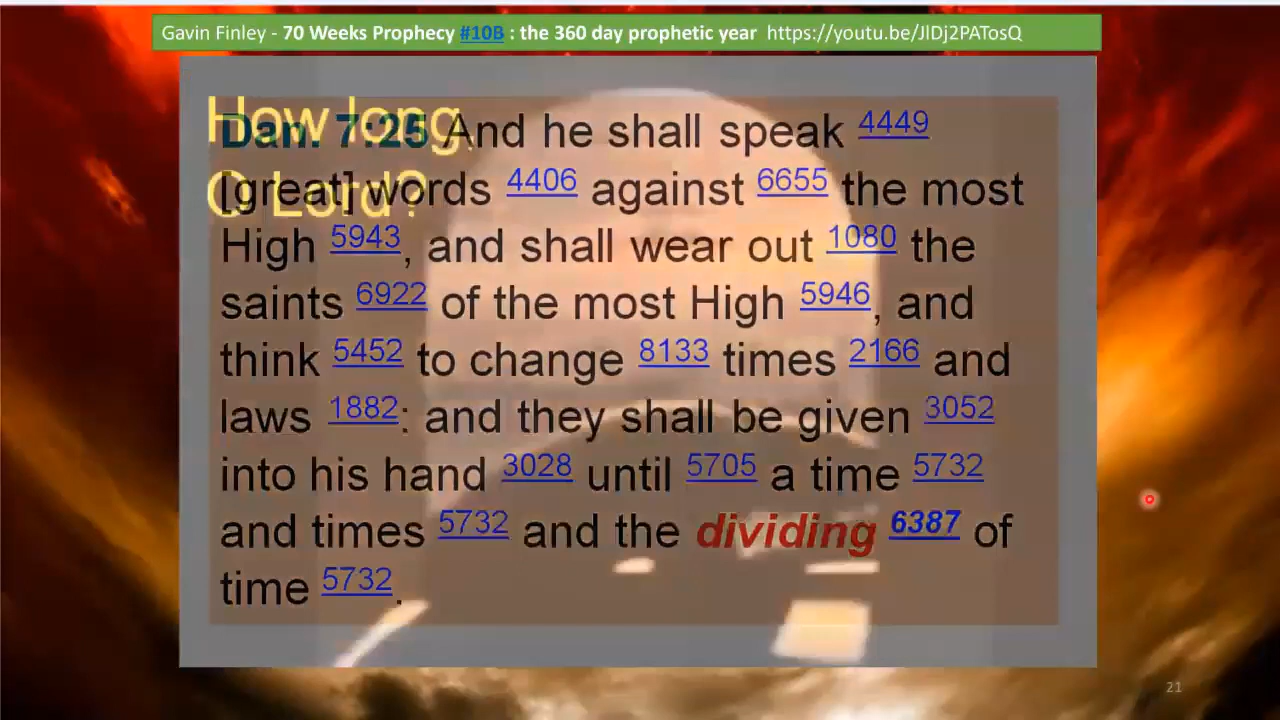 Gavin Finley - 70 Weeks Prophecy #10B : the 360 day prophetic year https://youtu.be/JlDj2PATosQ
How long,
O Lord?
Dan. 7:25 And he shall speak 4449
[great] words 4406 against 6655 the most
High 5943, and shall wear out 1080 the
saints 6922 of the most High 5946, and
think 5452 to change 8133 times 2166 and
laws 1882: and they shall be given 3052
into his hand 3028 until 5705 a time 5732
and times 5732 and the dividing 6387 of
time 5732.
21